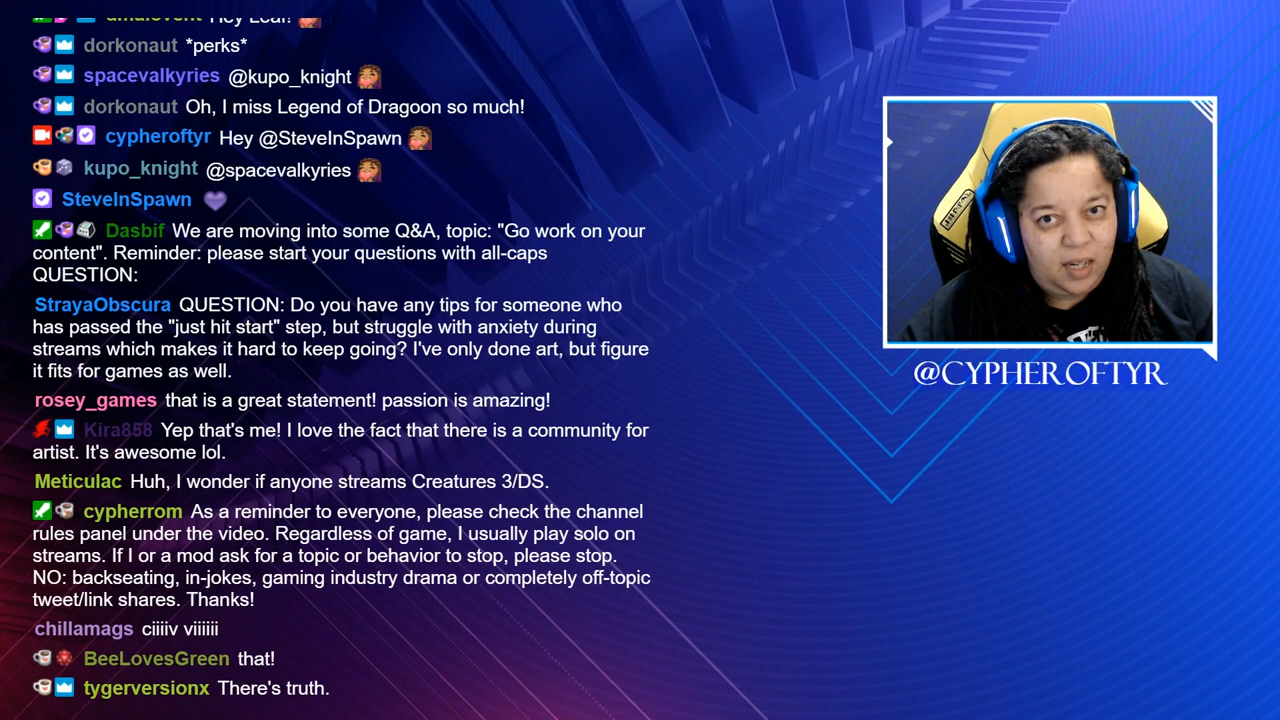 Hey Leaf!
dorkonaut *perks*
spacevalkyries @kupo_knight
dorkonaut Oh, I miss Legend of Dragoon so much!
cypheroftyr Hey @SteveInSpawn
kupo_knight @spacevalkyries
SteveInSpawn
Dasbif We are moving into some Q&A, topic: "Go work on your
content". Reminder: please start your questions with all-caps
QUESTION:
StrayaObscura QUESTION: Do you have any tips for someone who
has passed the "just hit start" step, but struggle with anxiety during
streams which makes it hard to keep going? I've only done art, but figure
it fits for games as well.
rosey_games that is a great statement! passion is amazing!
Kira858 Yep that's me! I love the fact that there is a community for
artist. It's awesome lol.
Meticulac Huh, I wonder if anyone streams Creatures 3/DS.
cypherrom As a reminder to everyone, please check the channel
rules panel under the video. Regardless of game, I usually play solo on
streams. If I or a mod ask for a topic or behavior to stop, please stop.
NO: backseating, in-jokes, gaming industry drama or completely off-topic
tweet/link shares. Thanks!
chillamags ciiiiv viiiiii
BeeLovesGreen that!
tygerversionx There's truth.
@CYPHEROFTYR